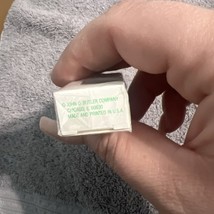 JOHN O. BUTLER COMPANY
CHICAGO, IL 60630
MADE AND PRINTED IN U.S.A.